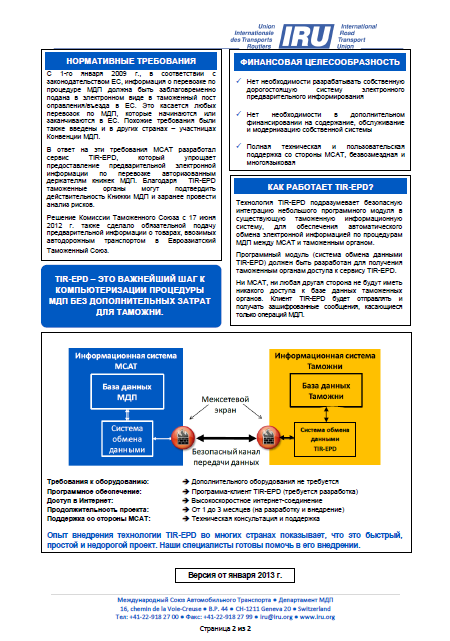 Union
Internationale
des Transports
Routiers
IRU
International
Road
Transport
Union
НОРМАТИВНЫЕ ТРЕБОВАНИЯ
С 1-го января 2009 г., в соответствии с
законодательством ЕС, информация о перевозке по
процедуре МДП должна быть заблаговременно
подана в электронном виде в таможенный пост
оправления/въезда в ЕС. Это касается любых
перевозок по МДП, которые начинаются или
заканчиваются в ЕС. Похожие требования были
также введены и в других странах – участницах
Конвенции МДП.
В ответ на эти требования МСАТ разработал
сервис TIR-EPD, который упрощает
предоставление предварительной электронной
информации по перевозке авторизованным
держателям книжек МДП. Благодаря TIR-EPD
таможенные органы могут подтвердить
действительность Книжки МДП и заранее провести
анализ рисков.
Решение Комиссии Таможенного Союза с 17 июня
2012 г. также сделало обязательной подачу
предварительной информации о товарах, ввозимых
автодорожным транспортом в Евроазиатский
Таможенный Союз.
TIR-EPD – ЭТО ВАЖНЕЙШИЙ ШАГ К
КОМПЬЮТЕРИЗАЦИИ ПРОЦЕДУРЫ
МДП БЕЗ ДОПОЛНИТЕЛЬНЫХ ЗАТРАТ
ДЛЯ ТАМОЖНИ.
ФИНАНСОВАЯ ЦЕЛЕСООБРАЗНОСТЬ
✓ Нет необходимости разрабатывать собственную
дорогостоящую систему электронного
предварительного информирования
✓ Нет необходимости в дополнительном
финансировании на содержание, обслуживание
и модернизацию собственной системы
✓ Полная техническая и пользовательская
поддержка со стороны МСАТ, безвозмездная и
многоязыковая
КАК РАБОТАЕТ TIR-EPD?
Технология TIR-EPD подразумевает безопасную
интеграцию небольшого программного модуля в
существующую таможенную информационную
систему, для обеспечения автоматического
обмена электронной информацией по процедурам
МДП между МСАТ и таможенным органом.
Программный модуль (система обмена данными
TIR-EPD) должен быть разработан для получения
таможенным органам доступа к сервису TIR-EPD.
Ни МСАТ, ни любая другая сторона не будут иметь
никакого доступа к базе данных таможенных
органов. Клиент TIR-EPD будет отправлять и
получать зашифрованные сообщения, касающиеся
только операций МДП.
Информационная система
МСАТ
База данных
МДП
Система
обмена
данными
Межсетевой
экран
Безопасный канал
передачи данных
Информационная система
Таможни
База данных
Таможни
Система обмена
данными
TIR-EPD
Требования к оборудованию: ➔ Дополнительного оборудования не требуется
Программное обеспечение: ➔ Программа-клиент TIR-EPD (требуется разработка)
Доступ в Интернет: ➔ Высокоскоростное интернет-соединение
Продолжительность проекта: ➔ От 1 до 3 месяцев (на разработку и внедрение)
Поддержка со стороны МСАТ: ➔ Техническая консультация и поддержка
Опыт внедрения технологии TIR-EPD во многих странах показывает, что это быстрый,
простой и недорогой проект. Наши специалисты готовы помочь в его внедрении.
Версия от января 2013 г.
Международный Союз Автомобильного Транспорта ● Департамент МДП
16, chemin de la Voie-Creuse ● B.P. 44 ● CH-1211 Geneva 20 ● Switzerland
Тел: +41-22-918 27 00 ● Факс: +41-22-918 27 99 ● iru@iru.org ● www.iru.org
Страница 2 из 2